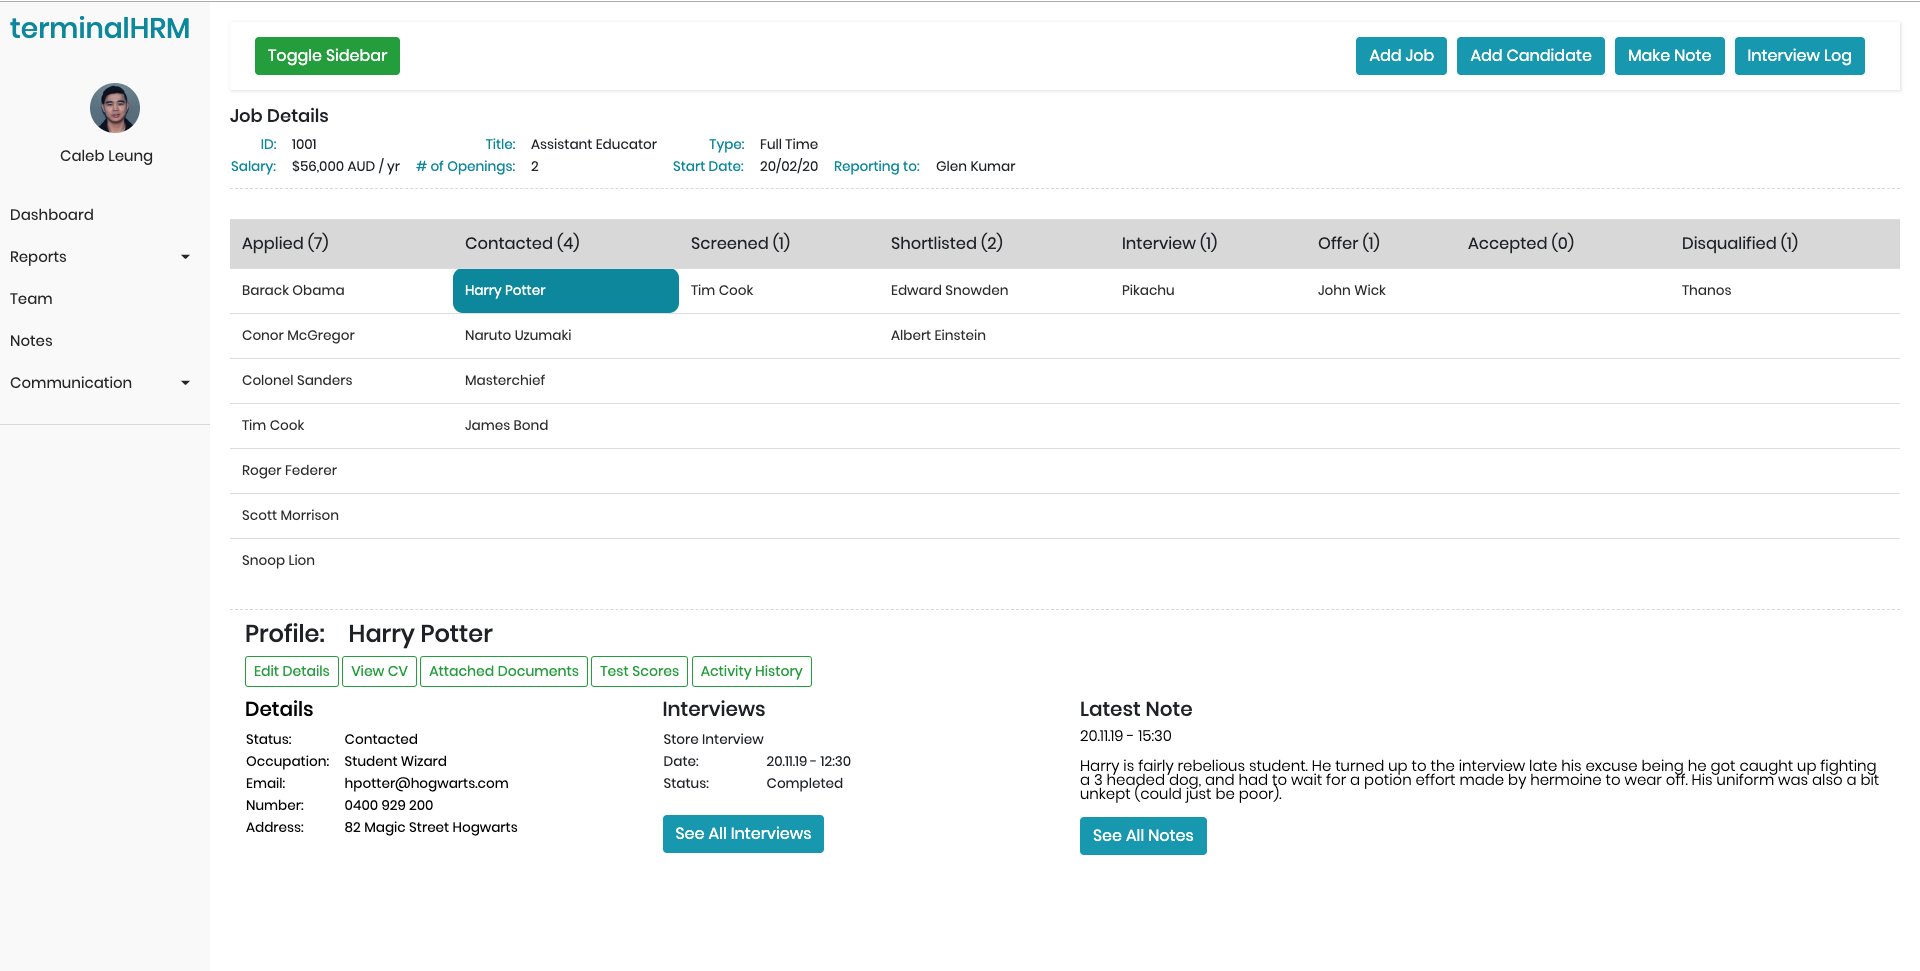 terminalHRM
Caleb Leung
Dashboard
Reports
Team
Notes
Communication
Toggle Sidebar
Add Job Add Candidate Make Note Interview Log
Job Details
ID: 1001 Title: Assistant Educator Type: Full Time
Salary: $56,000 AUD / yr # of Openings: 2 Start Date: 20/02/20 Reporting to: Glen Kumar
Applied (7) Contacted (4) Screened (1) Shortlisted (2) Interview (1) Offer (1) Accepted (0) Disqualified (1)
Barack Obama Harry Potter Tim Cook Edward Snowden Pikachu John Wick Thanos
Conor McGregor Naruto Uzumaki Albert Einstein
Colonel Sanders Masterchief
Tim Cook James Bond
Roger Federer
Scott Morrison
Snoop Lion
Profile: Harry Potter
Edit Details View CV Attached Documents Test Scores Activity History
Details
Status: Contacted
Occupation: Student Wizard
Email: hpotter@hogwarts.com
Number: 0400 929 200
Address: 82 Magic Street Hogwarts
Interviews
Store Interview
Date: 20.11.19 - 12:30
Status: Completed
See All Interviews
Latest Note
20.11.19 - 15:30
Harry is fairly rebelious student. He turned up to the interview late his excuse being he got caught up fighting
a 3 headed dog, and had to wait for a potion effort made by hermoine to wear off. His uniform was also a bit
unkept (could just be poor).
See All Notes